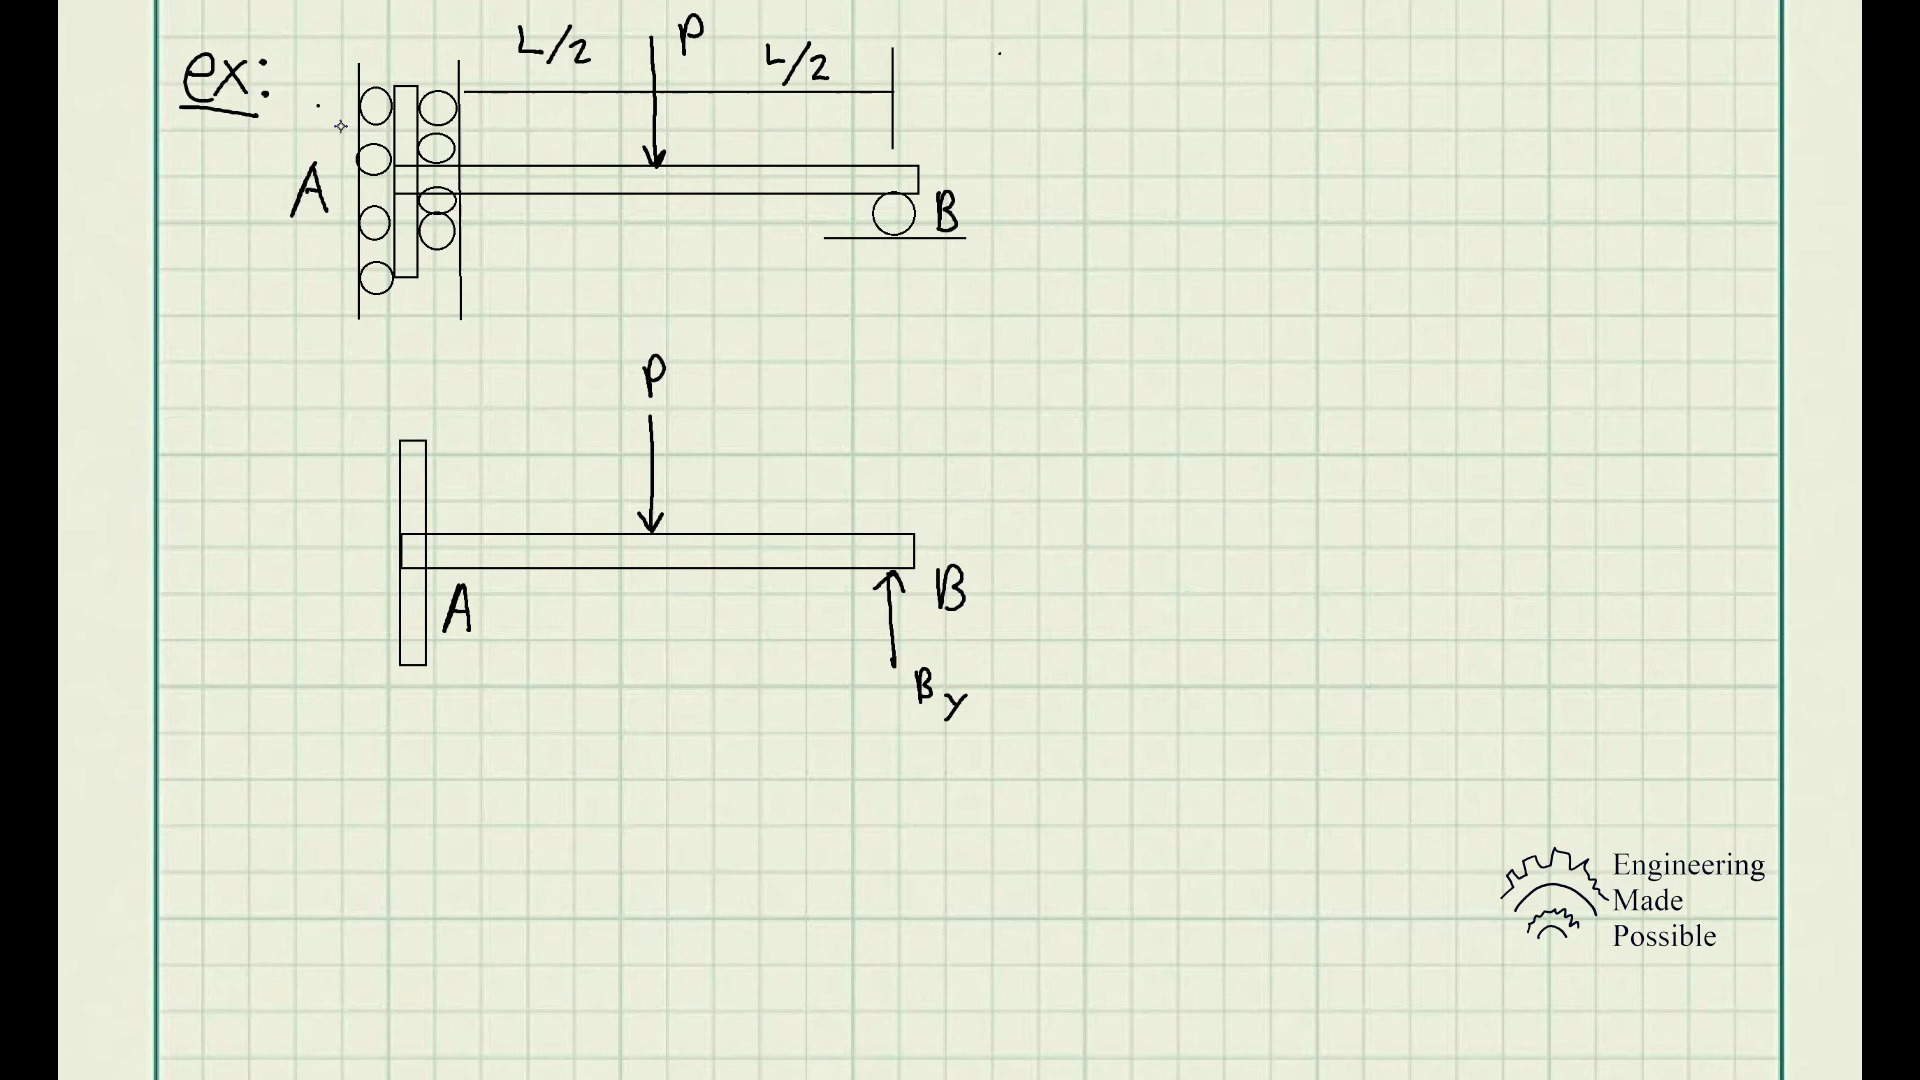 ex:
L/2 P L/2
A
B
P
A
B
By
Engineering
Made
Possible